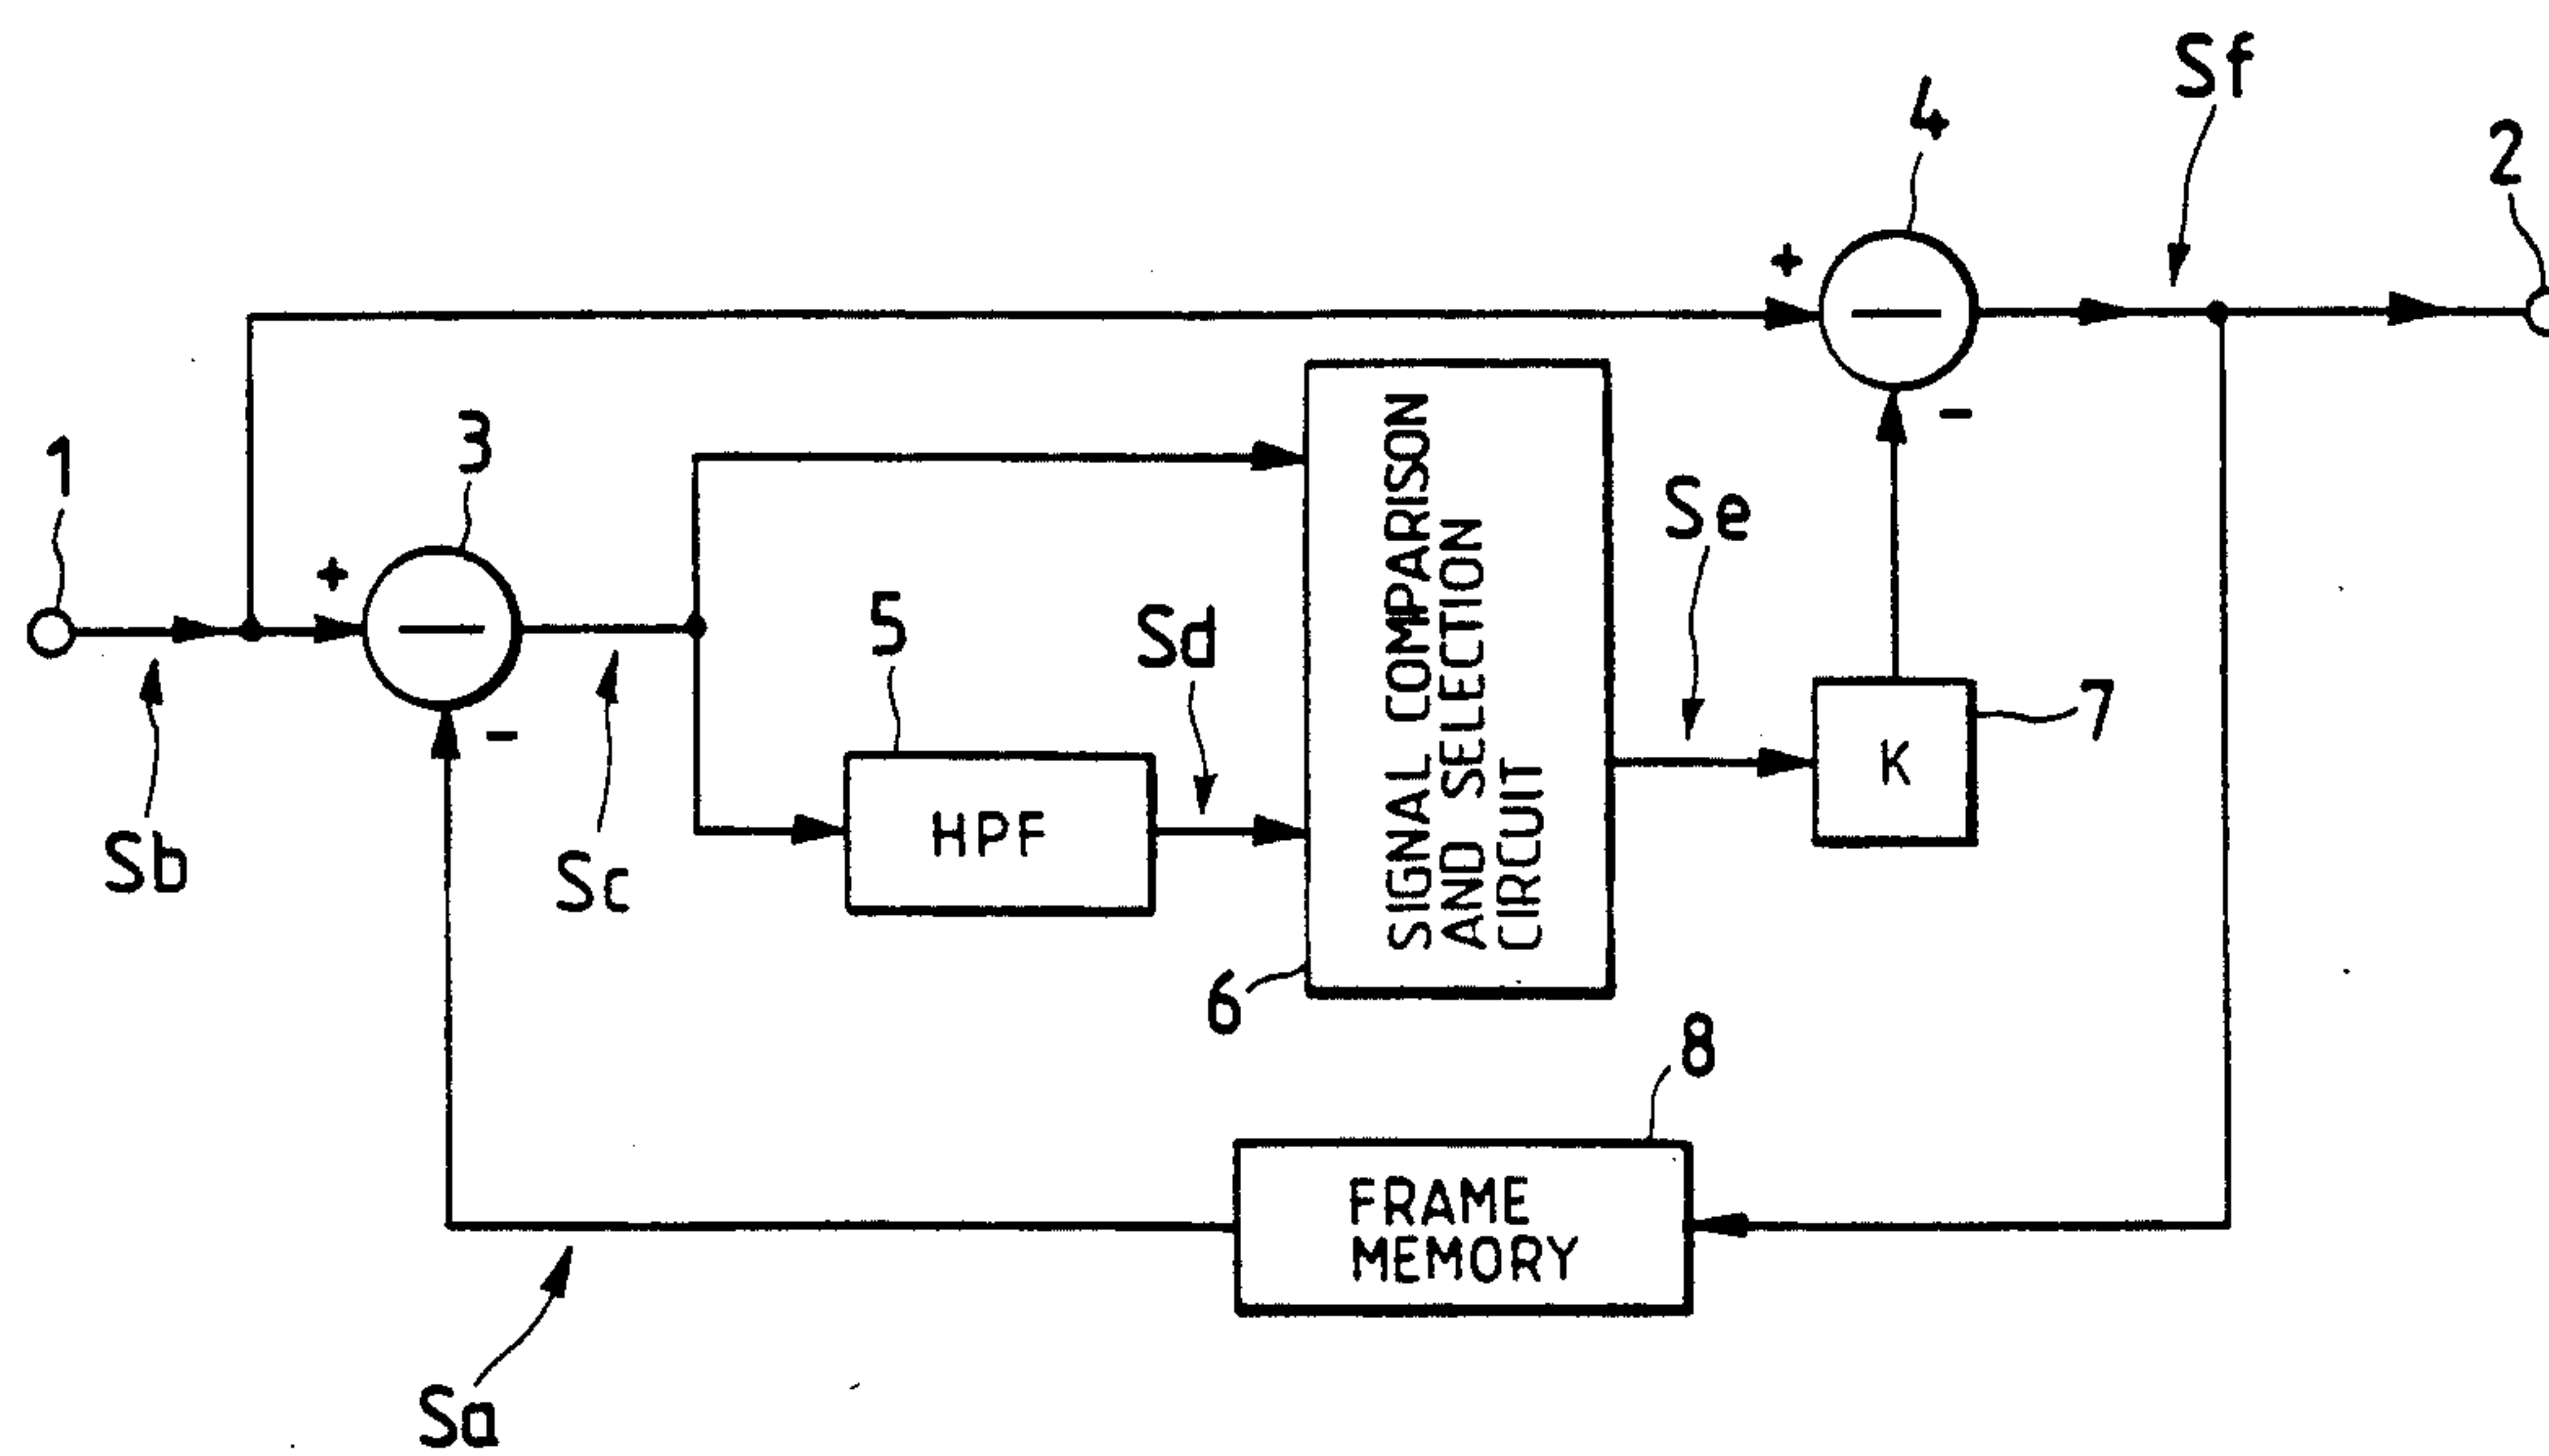 Sf
4
2
+
3
1
+
-
SIGNAL COMPARISON
AND SELECTION
CIRCUIT
Se
5
Sd
-
HPF
K
7
Sb
Sc
6
8
FRAME
MEMORY
Sa